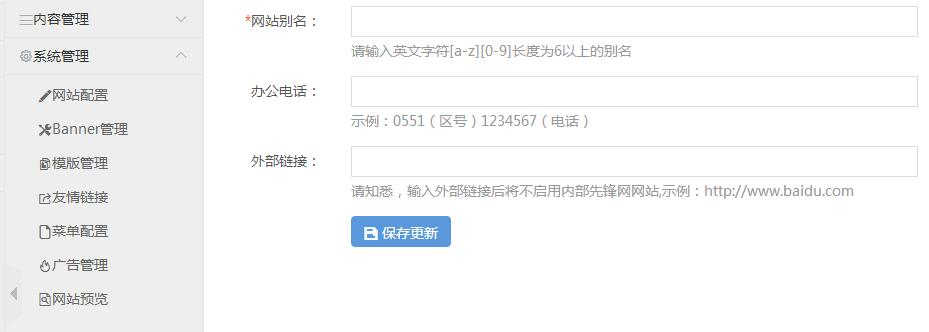 内容管理
系统管理
网站配置
Banner管理
模版管理
友情链接
菜单配置
广告管理
网站预览
*网站别名：
请输入英文字符[a-z][0-9]长度为6以上的别名
办公电话：
示例：0551（区号）1234567（电话）
外部链接：
请知悉，输入外部链接后将不启用内部先锋网网站,示例：http://www.baidu.com
保存更新